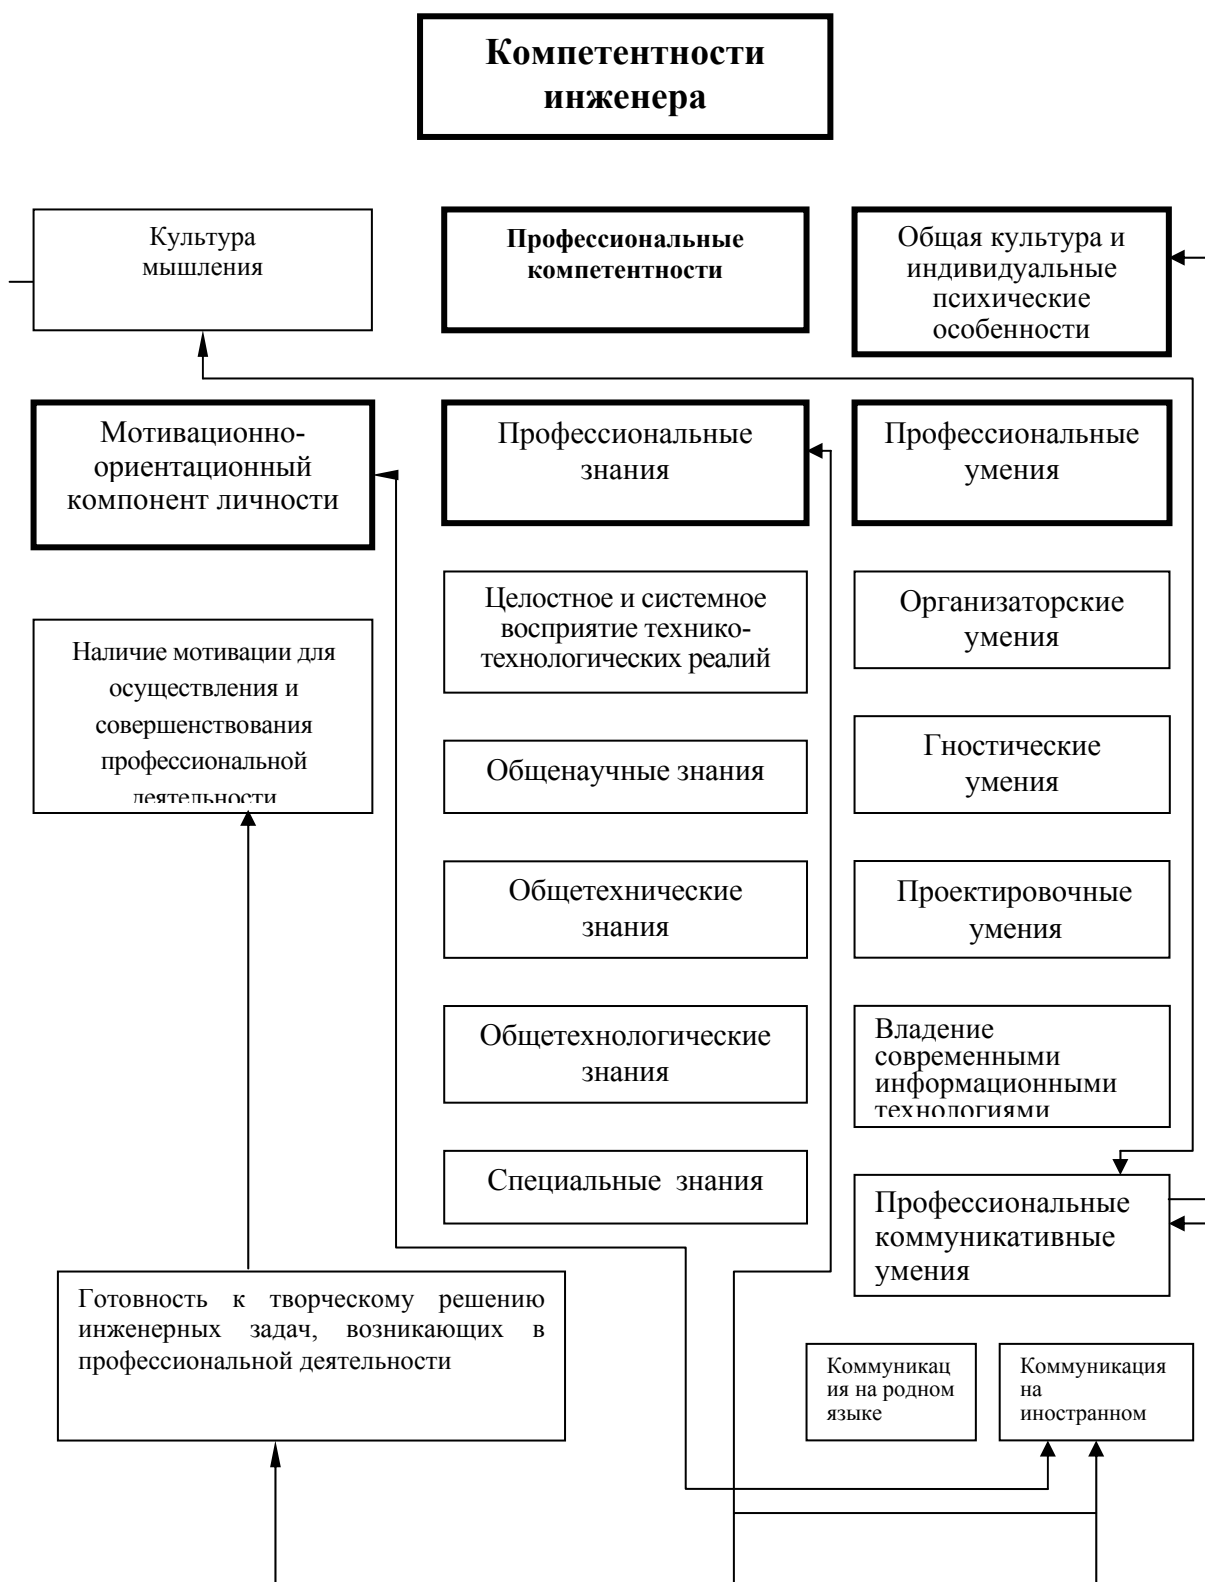 Компетентности
инженера
Культура
мышления
Профессиональные
компетентности
Общая культура и
индивидуальные
психические
особенности
Мотивационно-
ориентационный
компонент личности
Профессиональные
знания
Профессиональные
умения
Целостное и системное
восприятие технико-
технологических реалий
Организаторские
умения
Наличие мотивации для
осуществления и
совершенствования
профессиональной
деятельности
Общенаучные знания
Гностические
умения
Общетехнические
знания
Проектировочные
умения
Общетехнологические
знания
Владение
современными
информационными
технологиями
Специальные знания
Профессиональные
коммуникативные
умения
Готовность к творческому решению
инженерных задач, возникающих в
профессиональной деятельности
Коммуникац
ия на родном
языке
Коммуникация
на
иностранном